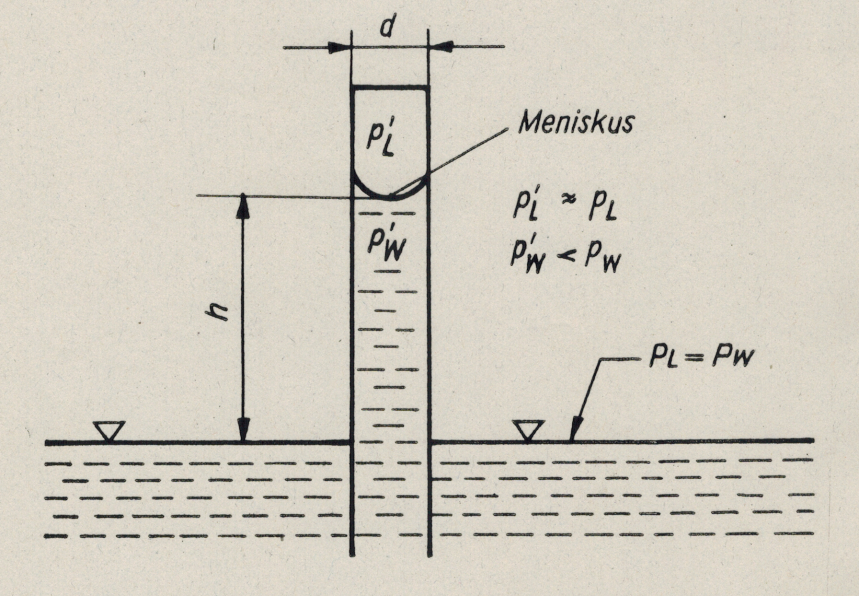 d
p'L
Meniskus
p'L ≈ pL
p'W
p'W < pW
h
pL = pW